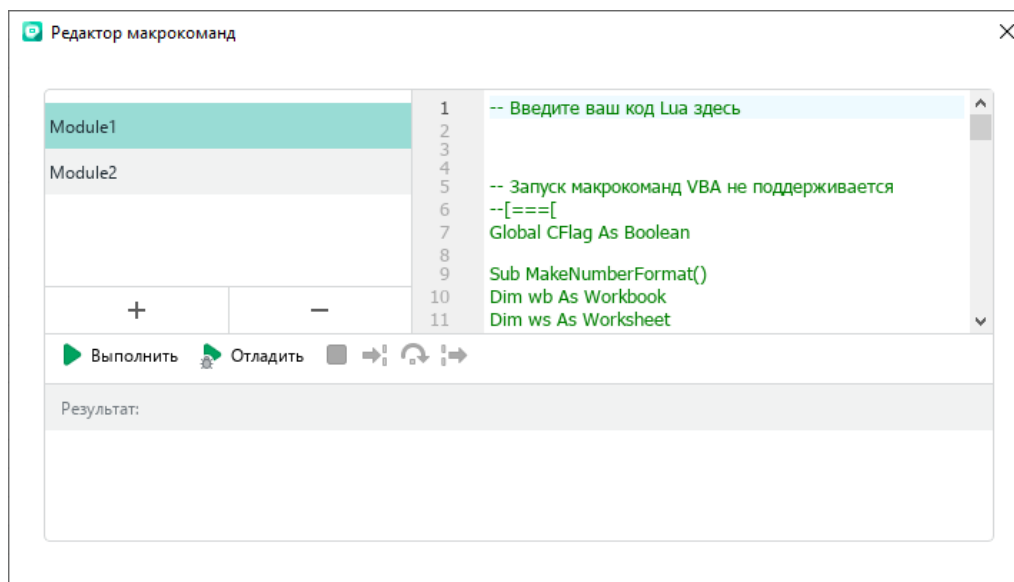 Редактор макрокоманд
Module1
Module2
1 -- Введите ваш код Lua здесь
2
3
4
5 -- Запуск макрокоманд VBA не поддерживается
6 --[===[
7 Global CFlag As Boolean
8
9 Sub MakeNumberFormat()
10 Dim wb As Workbook
11 Dim ws As Worksheet
Выполнить Отладить
Результат: